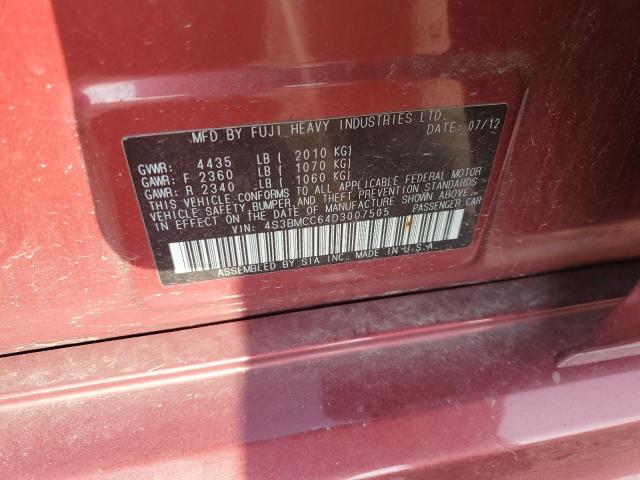 MFD BY FUJI HEAVY INDUSTRIES LTD.
DATE: 07/12
GVWR: 4435 LB ( 2010 KG)
GAWR: F 2360 LB ( 1070 KG)
GAWR: R 2340 LB ( 1060 KG)
THIS VEHICLE CONFORMS TO ALL APPLICABLE FEDERAL MOTOR
VEHICLE SAFETY, BUMPER, AND THEFT PREVENTION STANDARDS
IN EFFECT ON THE DATE OF MANUFACTURE SHOWN ABOVE.
VIN: 4S3BMCC64D3007505 PASSENGER CAR
ASSEMBLED BY SIA INC. MADE IN U.S.A.